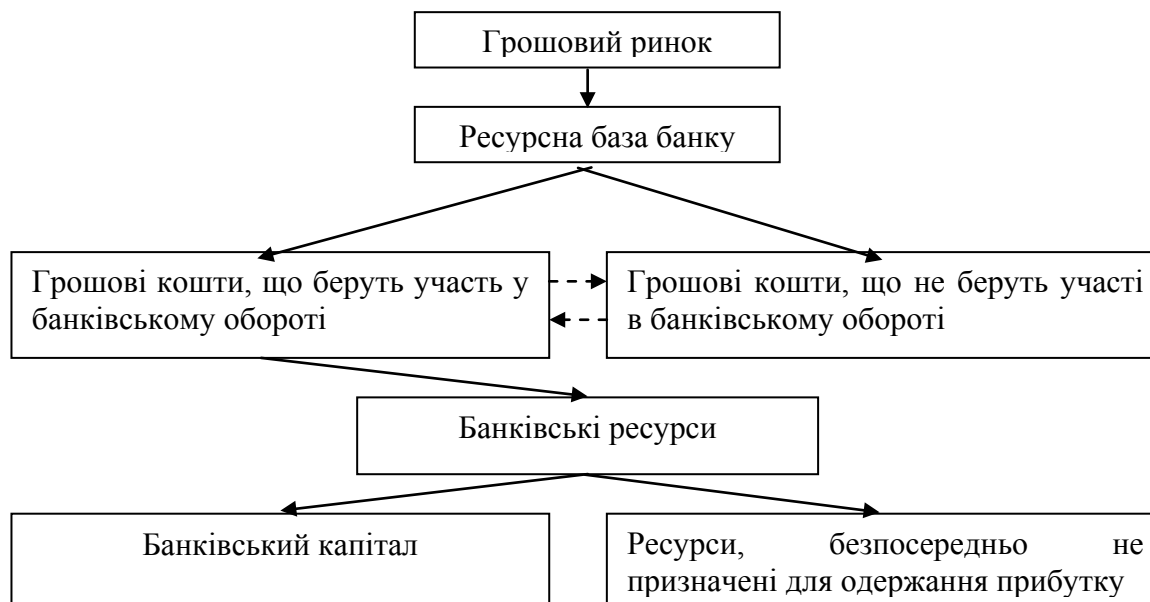 Грошовий ринок
Ресурсна база банку
Грошові кошти, що беруть участь у
банківському обороті
Грошові кошти, що не беруть участі
в банківському обороті
Банківські ресурси
Банківський капітал
Ресурси, безпосередньо не
призначені для одержання прибутку